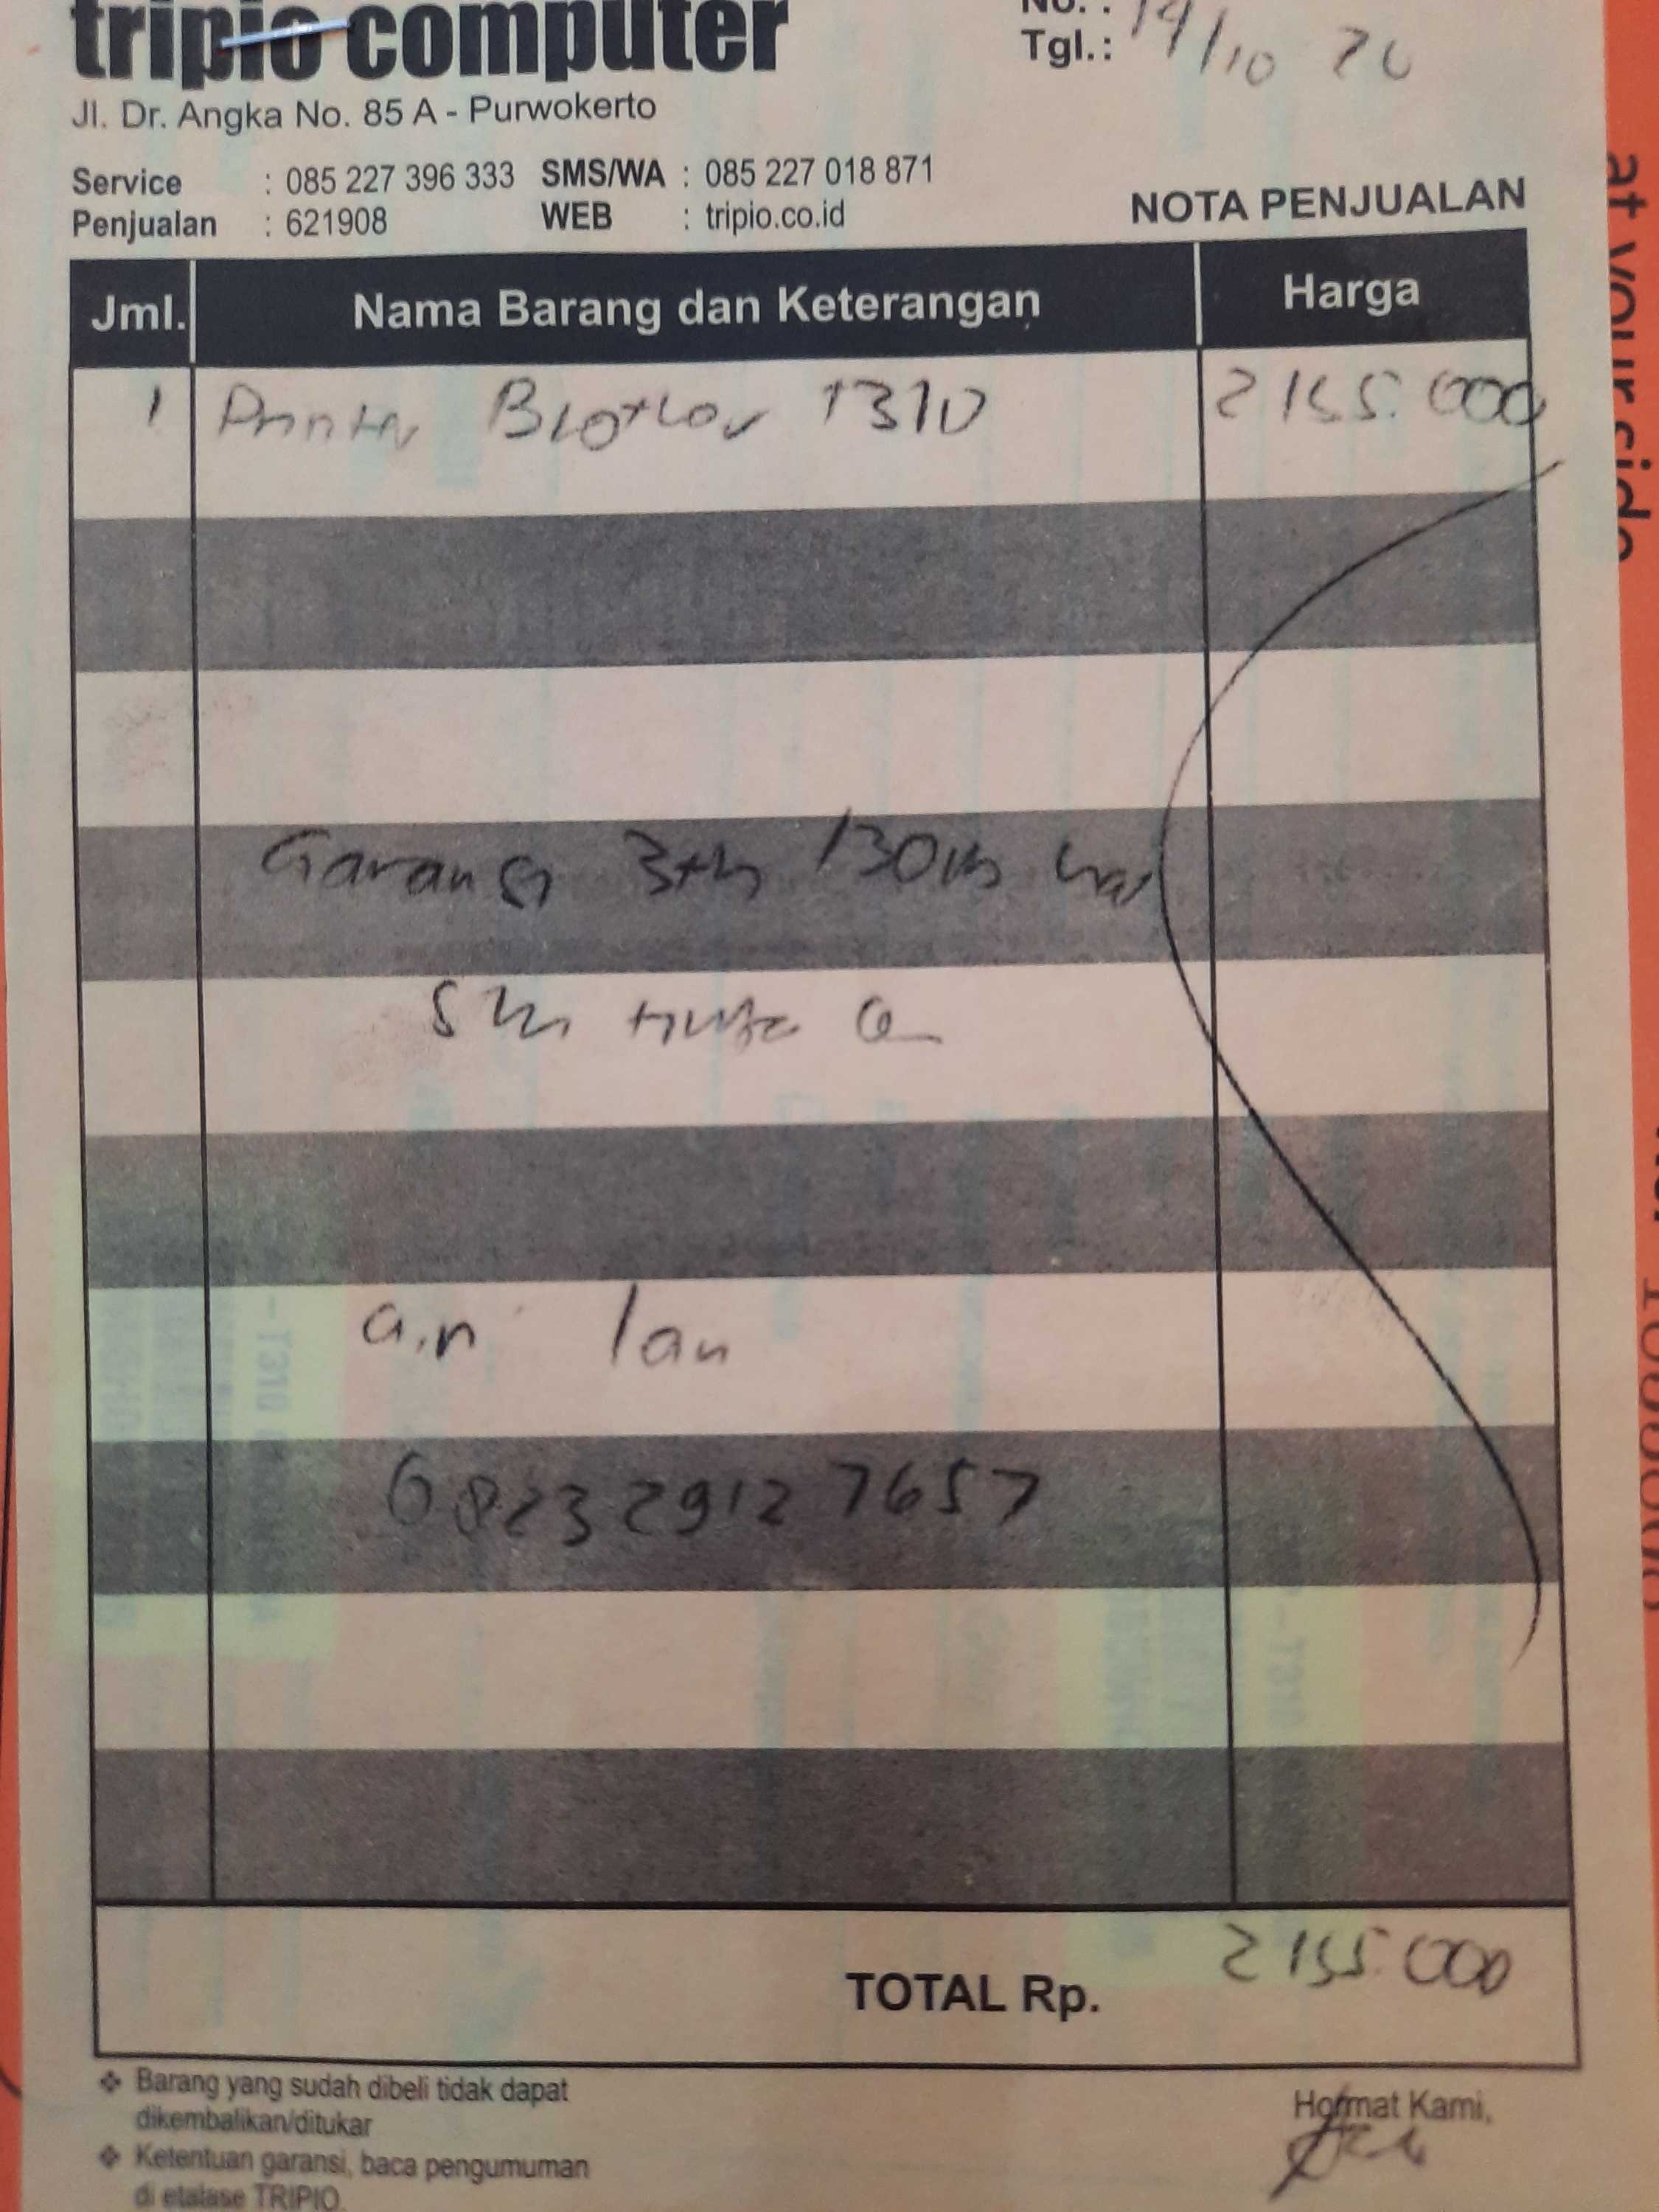 tripio computer
No. :
Tgl.: 14/10 20
Jl. Dr. Angka No. 85 A - Purwokerto
Service : 085 227 396 333 SMS/WA : 085 227 018 871
Penjualan : 621908 WEB : tripio.co.id
NOTA PENJUALAN
Jml. Nama Barang dan Keterangan Harga
1 Printer Brother T310 2155.000
Garansi 3th
a.n Ian
082329127657
TOTAL Rp. 2155.000
❖ Barang yang sudah dibeli tidak dapat
dikembalikan/ditukar
❖ Ketentuan garansi, baca pengumuman
di etalase TRIPIO.
Hormat Kami,
at your side